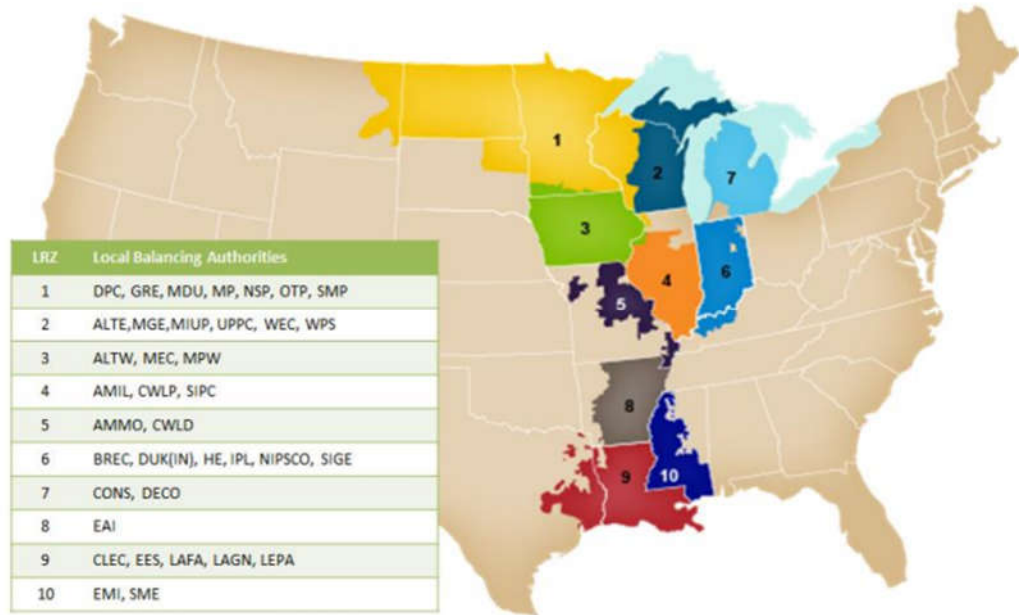 1
2
7
3
4
6
5
8
9
10
LRZ Local Balancing Authorities
1 DPC, GRE, MDU, MP, NSP, OTP, SMP
2 ALTE,MGE,MIUP, UPPC, WEC, WPS
3 ALTW, MEC, MPW
4 AMIL, CWLP, SIPC
5 AMMO, CWLD
6 BREC, DUK(IN), HE, IPL, NIPSCO, SIGE
7 CONS, DECO
8 EAI
9 CLEC, EES, LAFA, LAGN, LEPA
10 EMI, SME